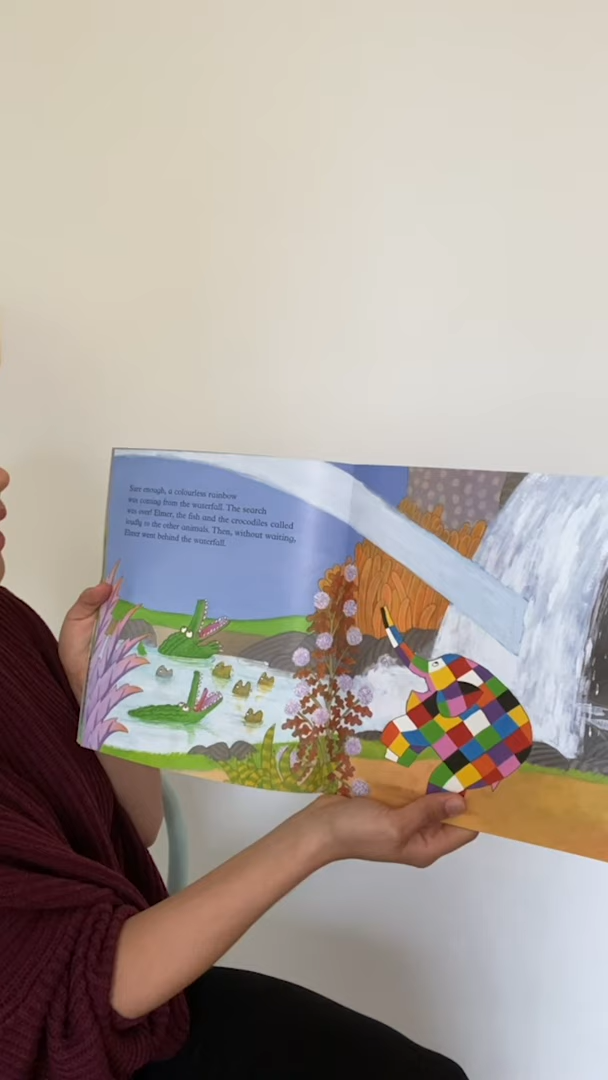 Sure enough, a colourless rainbow
was coming from the waterfall. The search
was over! Elmer, the fish and the crocodiles called
loudly to the other animals. Then, without waiting,
Elmer went behind the waterfall.